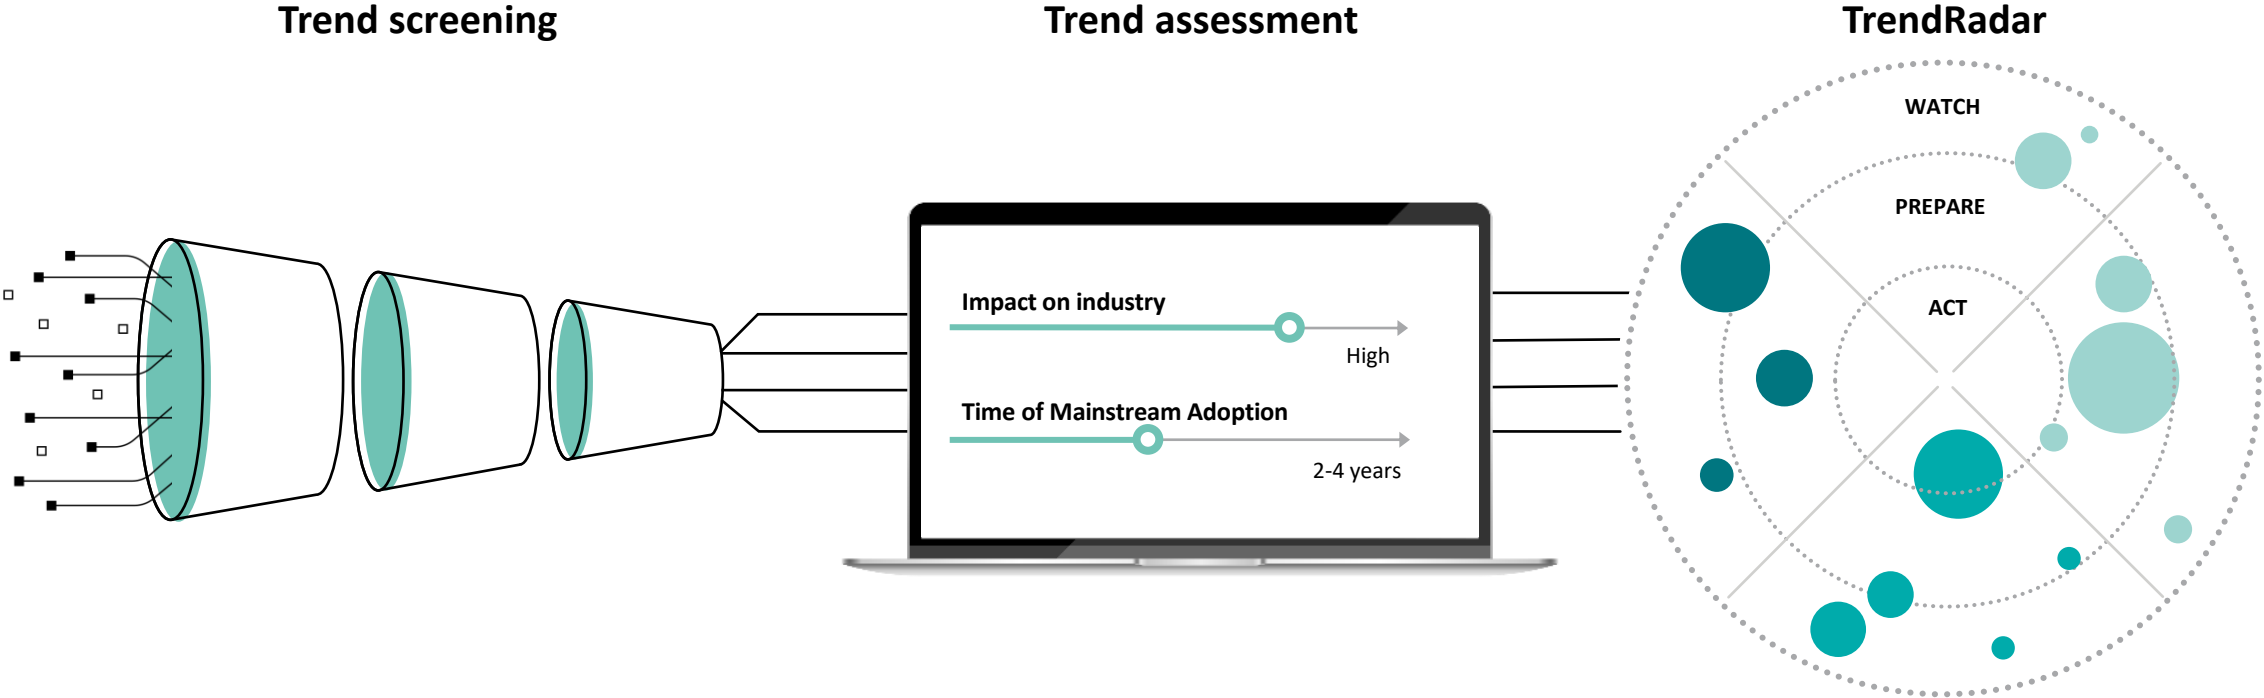 Trend screening
Trend assessment
TrendRadar
WATCH
PREPARE
ACT
Impact on industry
High
Time of Mainstream Adoption
2-4 years